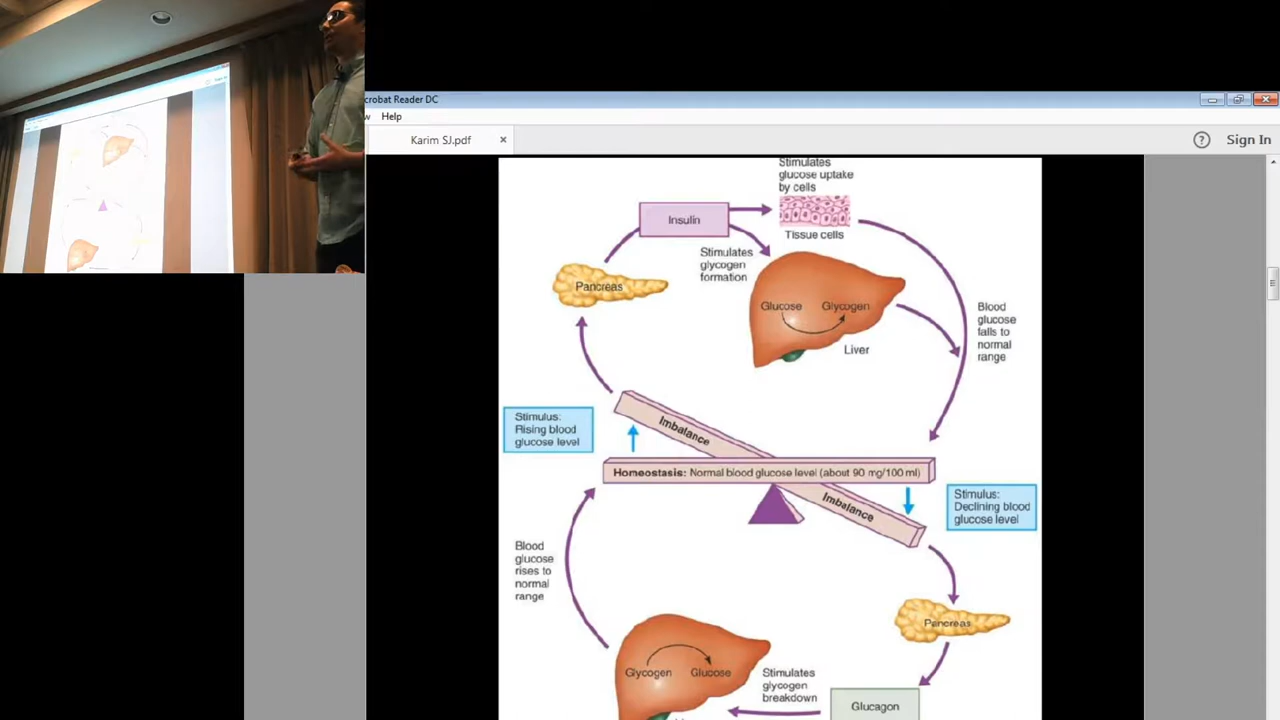 crobat Reader DC
w Help
Karim SJ.pdf
Sign In
Stimulates
glucose uptake
by cells
Insulin
Tissue cells
Stimulates
glycogen
formation
Pancreas
Glucose Glycogen
Liver
Blood
glucose
falls to
normal
range
Stimulus:
Rising blood
glucose level
Imbalance
Homeostasis: Normal blood glucose level (about 90 mg/100 ml)
Imbalance
Stimulus:
Declining blood
glucose level
Blood
glucose
rises to
normal
range
Pancreas
Glycogen Glucose
Stimulates
glycogen
breakdown
Glucagon